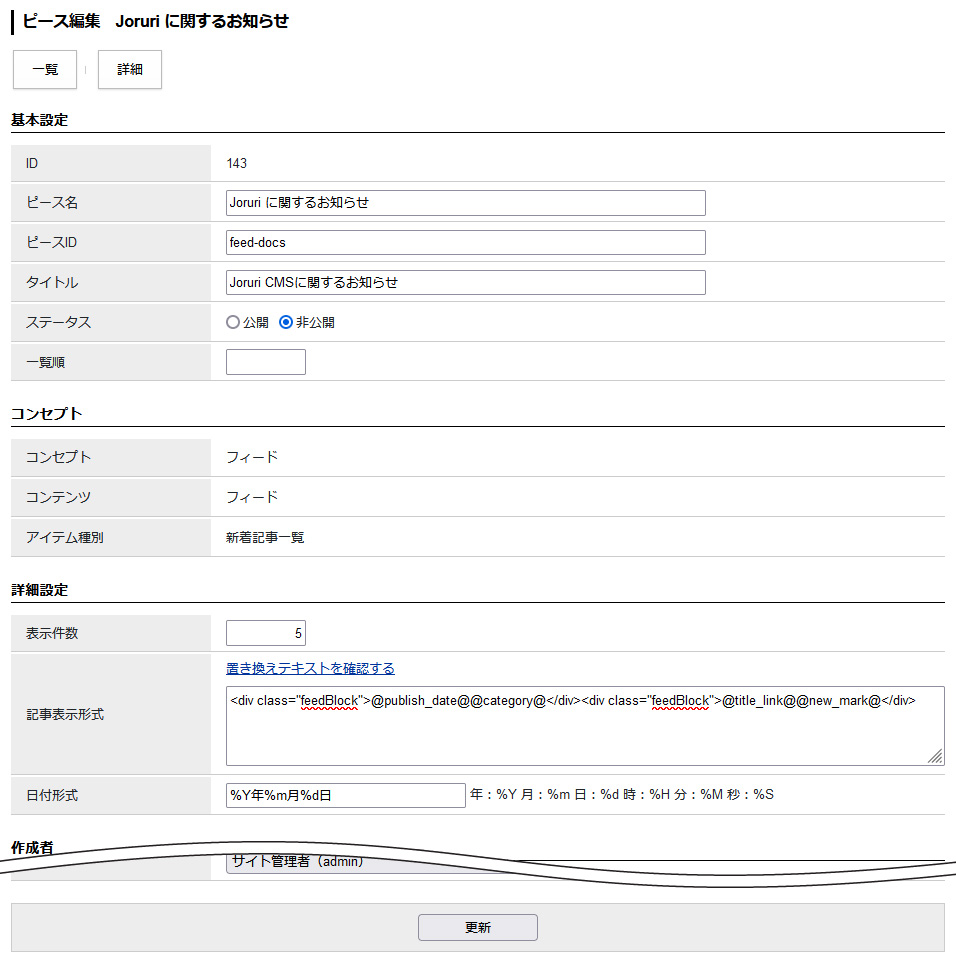 ピース編集　Joruri に関するお知らせ
一覧 詳細
基本設定
ID 143
ピース名 Joruri に関するお知らせ
ピースID feed-docs
タイトル Joruri CMSに関するお知らせ
ステータス 公開 非公開
一覧順
コンセプト
コンセプト フィード
コンテンツ フィード
アイテム種別 新着記事一覧
詳細設定
表示件数 5
置き換えテキストを確認する
記事表示形式 <div class="feedBlock">@publish_date@@category@</div><div class="feedBlock">@title_link@@new_mark@</div>
日付形式 %Y年%m月%d日 年：%Y 月：%m 日：%d 時：%H 分：%M 秒：%S
作成者
サイト管理者（admin）
更新